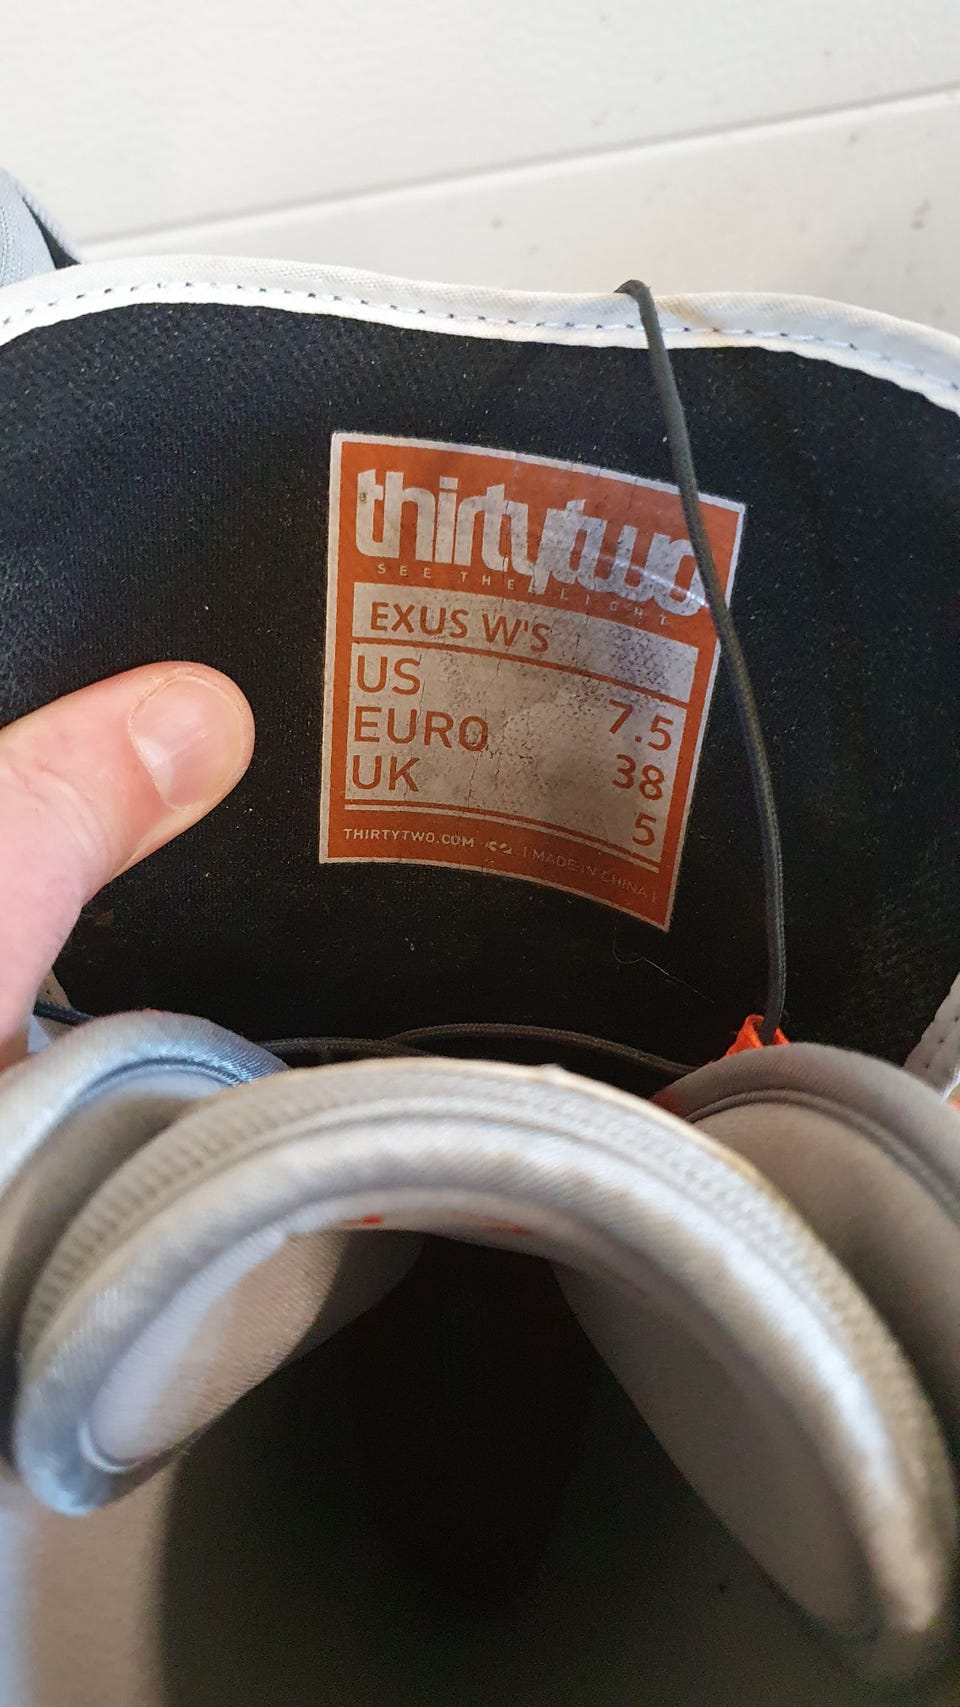 thirtytwo
SEE THE LIGHT
EXUS W'S
US 7.5
EURO 38
UK 5
THIRTYTWO.COM | MADE IN CHINA |